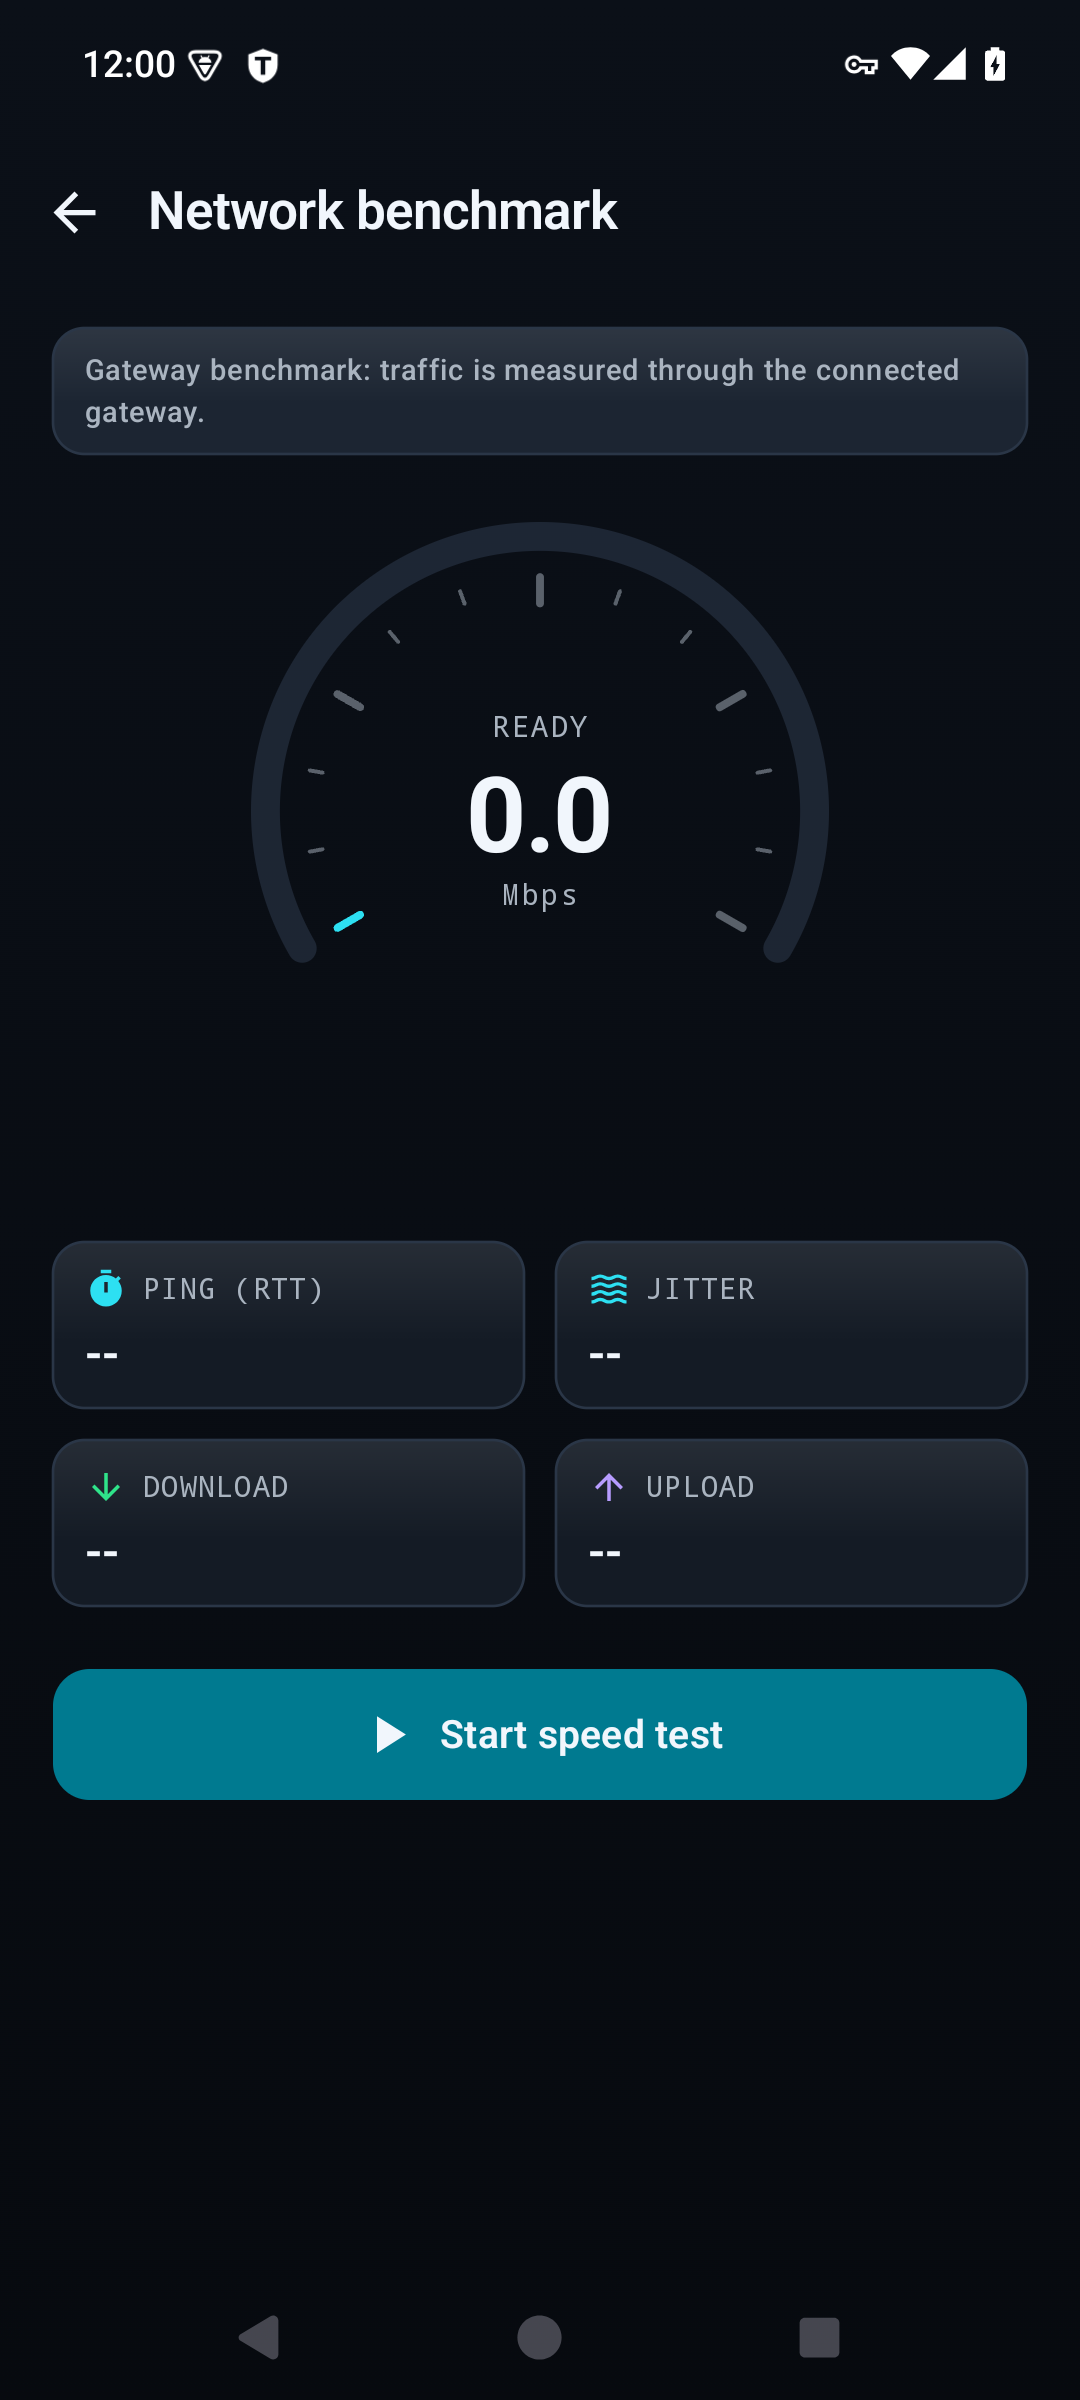 12:00
Network benchmark
Gateway benchmark: traffic is measured through the connected
gateway.
READY
0.0
Mbps
PING (RTT)
--
JITTER
--
DOWNLOAD
--
UPLOAD
--
Start speed test